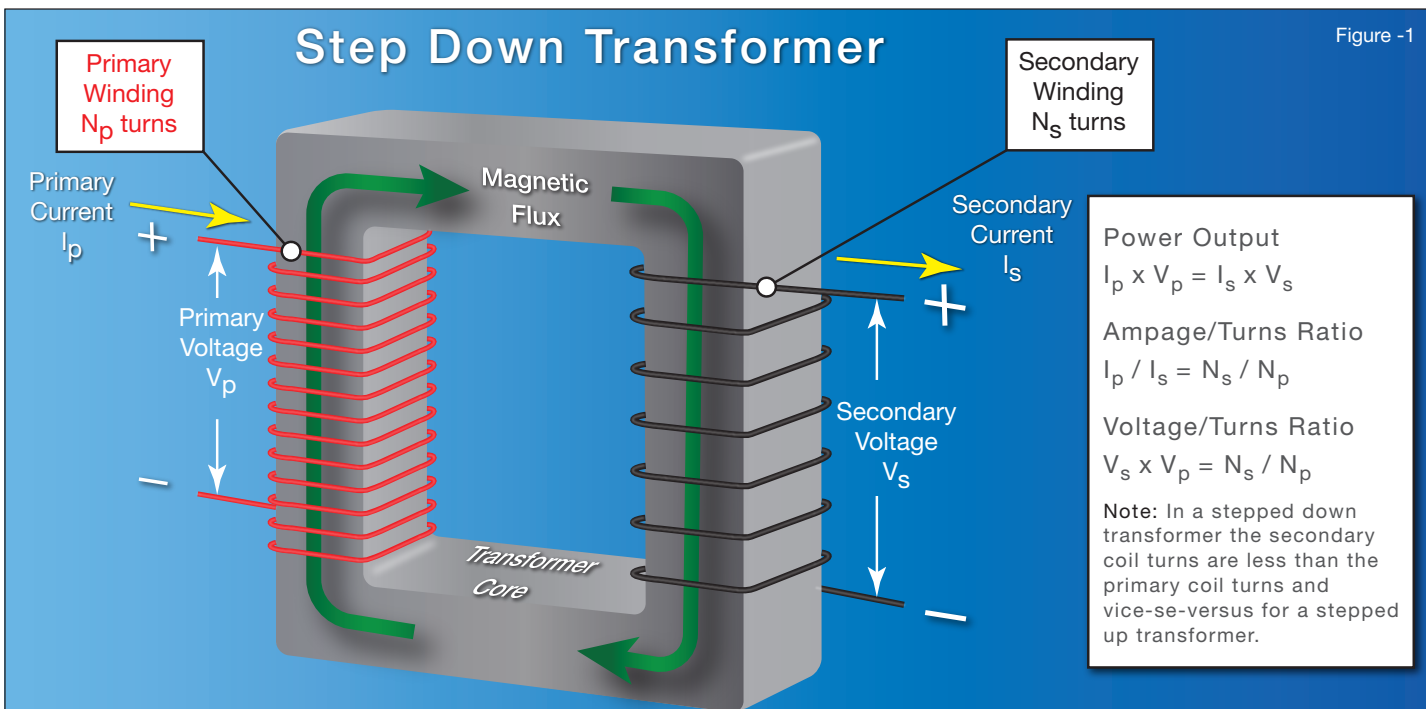 Step Down Transformer
Figure -1
Primary
Winding
Np turns
Secondary
Winding
Ns turns
Primary
Current
Ip
+
Magnetic
Flux
Secondary
Current
Is
+
Primary
Voltage
Vp
–
Secondary
Voltage
Vs
–
Transformer
Core
Power Output
Ip x Vp = Is x Vs
Ampage/Turns Ratio
Ip / Is = Ns / Np
Voltage/Turns Ratio
Vs x Vp = Ns / Np
Note: In a stepped down
transformer the secondary
coil turns are less than the
primary coil turns and
vice-se-versus for a stepped
up transformer.